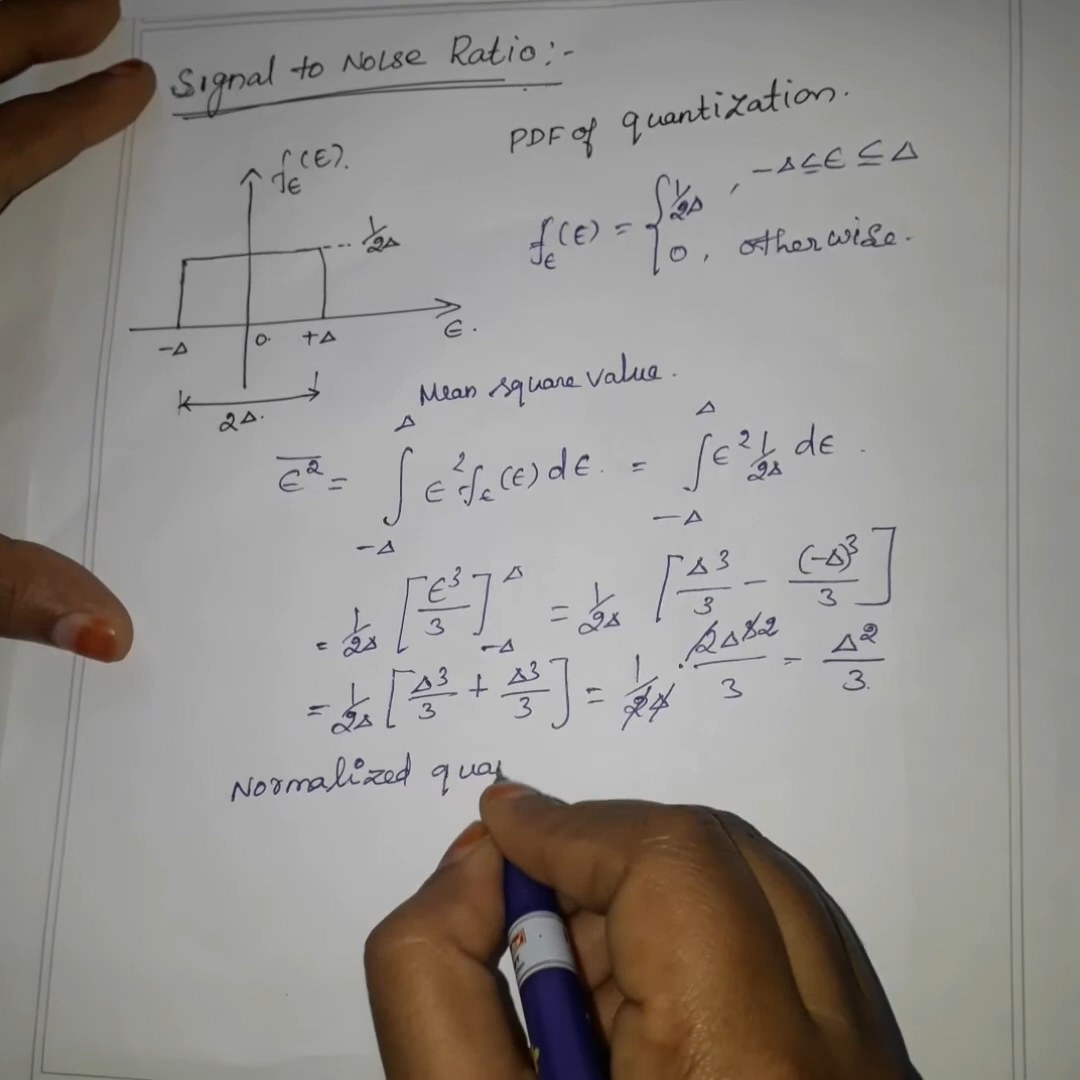 Signal to Noise Ratio:-
PDF of quantization.
fϵ(ϵ).
1/2Δ
fϵ(ϵ) = { 1/2Δ , -Δ ≤ ϵ ≤ Δ
0, otherwise.
-Δ 0. +Δ ϵ.
2Δ.
Mean square value.
ϵ̅² = ∫_{-Δ}^{Δ} ϵ² fϵ(ϵ) dϵ. = ∫_{-Δ}^{Δ} ϵ² 1/2Δ dϵ.
= 1/2Δ [ϵ³/3]_{-Δ}^{Δ} = 1/2Δ [Δ³/3 - (-Δ)³/3]
= 1/2Δ [Δ³/3 + Δ³/3] = 1/2Δ · 2Δ³²/3 = Δ²/3.
Normalized qua